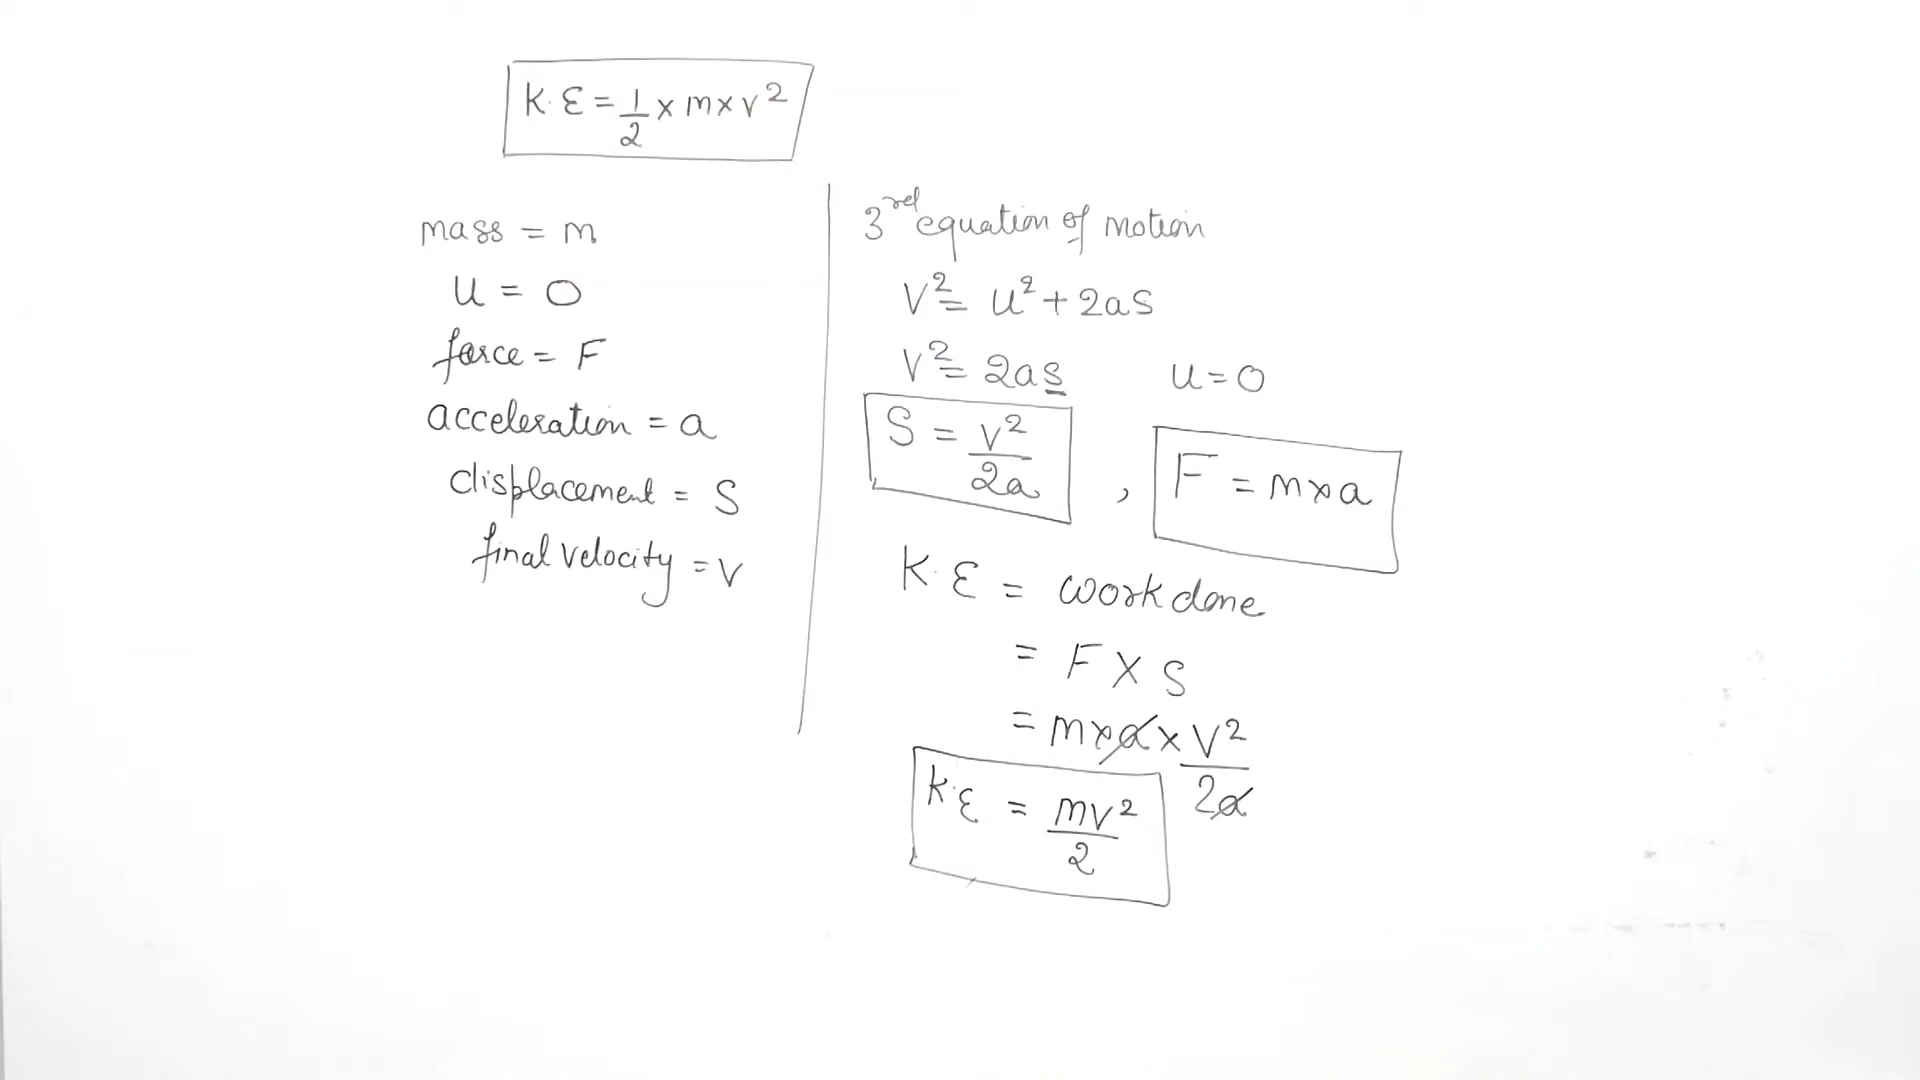 K.E = 1/2 x m x v²
mass = m
u = 0
force = F
acceleration = a
displacement = S
final velocity = v
3rd equation of motion
V² = u² + 2as
V² = 2as u = 0
S = v²/2a , F = m x a
K.E = work done
= F x S
= m x a x V²/2a
K.E = mv²/2